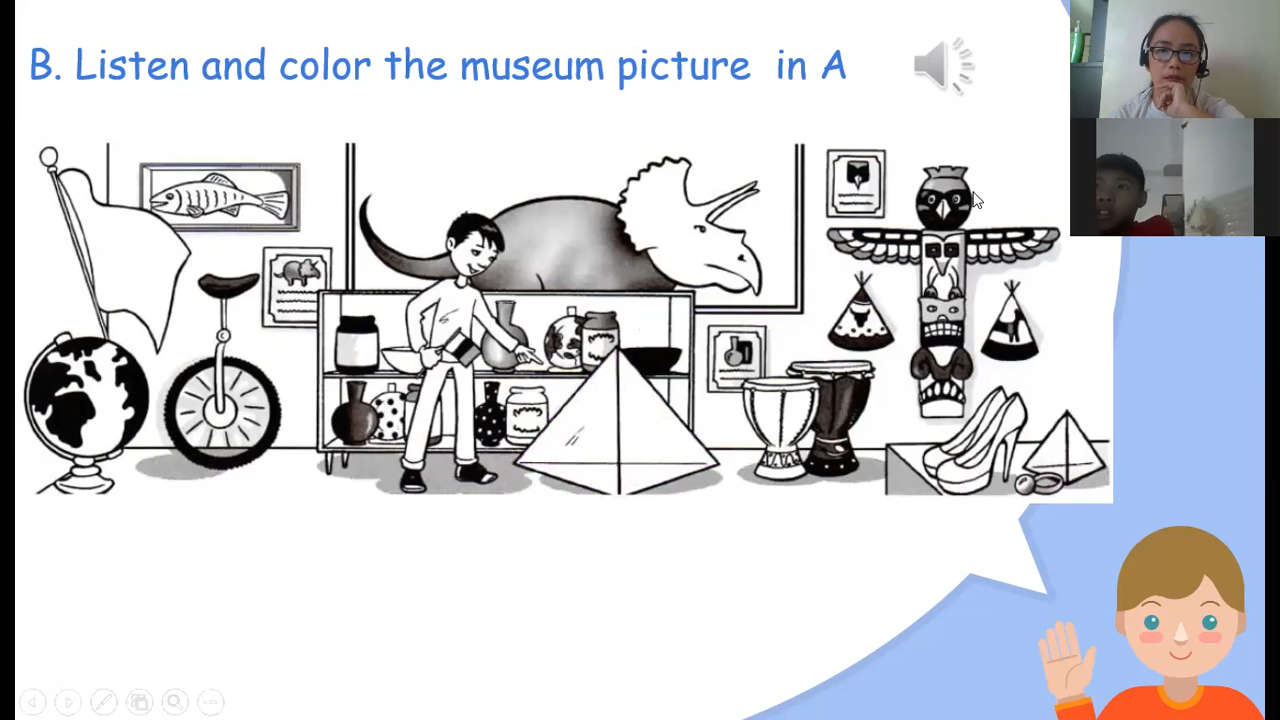 B. Listen and color the museum picture in A